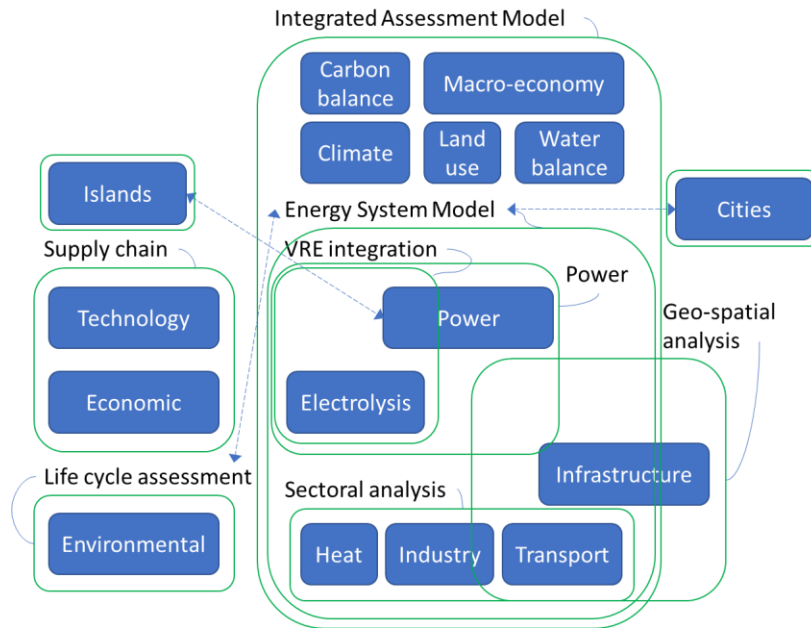 Integrated Assessment Model
Carbon
balance
Macro-economy
Climate
Land
use
Water
balance
Islands
Energy System Model
Cities
Supply chain
VRE integration
Power
Technology
Power
Geo-spatial
analysis
Economic
Electrolysis
Life cycle assessment
Sectoral analysis
Infrastructure
Environmental
Heat
Industry
Transport